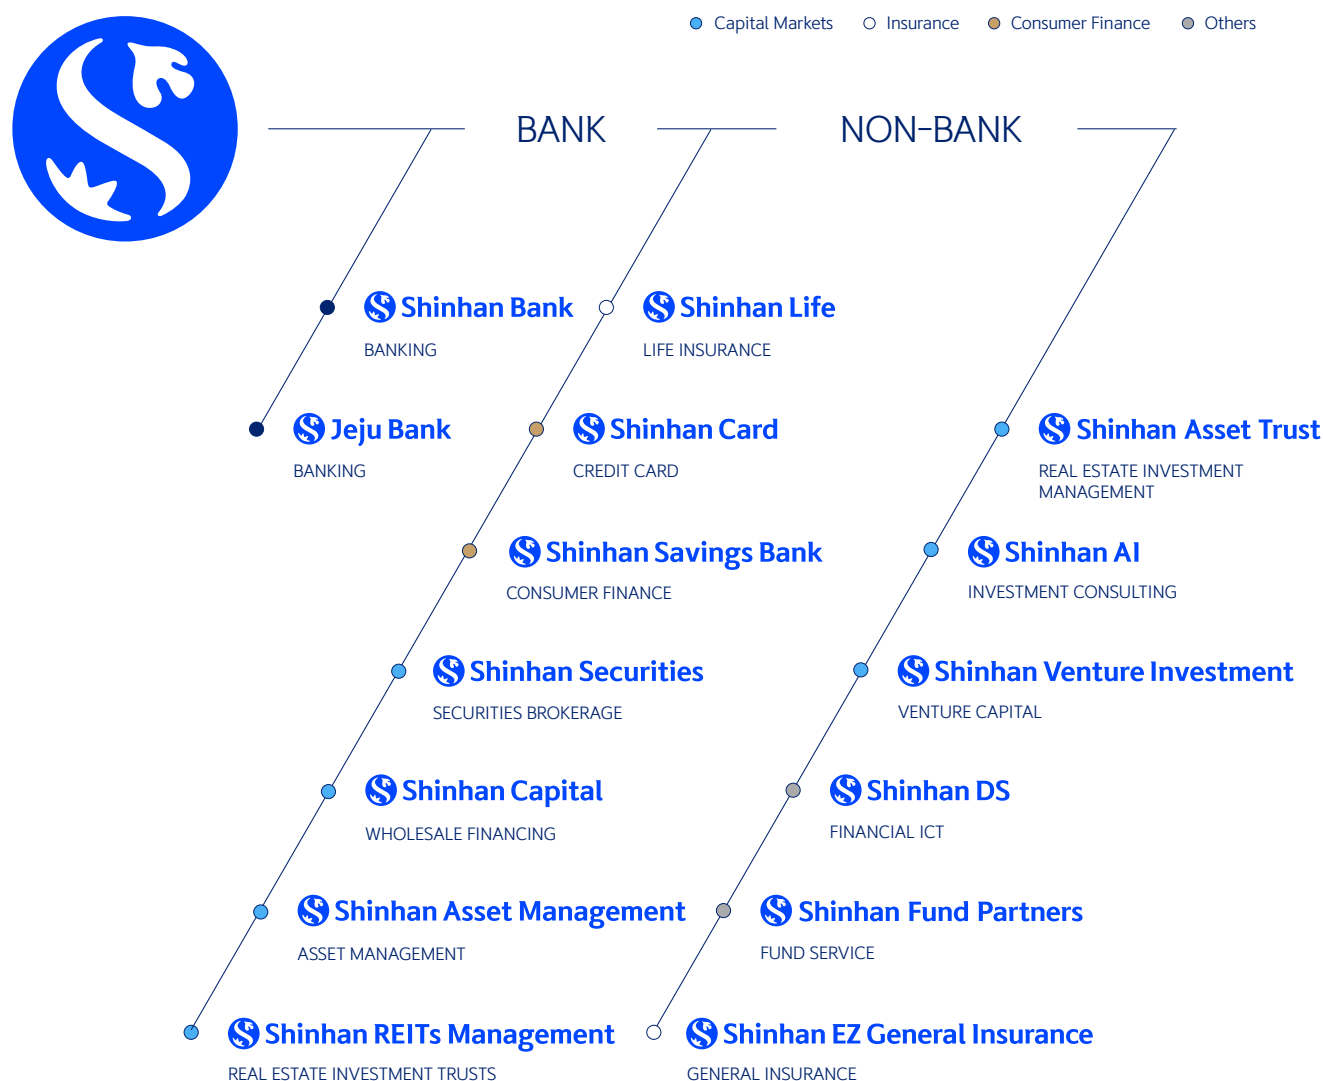 Capital Markets
Insurance
Consumer Finance
Others
BANK
NON-BANK
Shinhan Bank
BANKING
Jeju Bank
BANKING
Shinhan Life
LIFE INSURANCE
Shinhan Card
CREDIT CARD
Shinhan Savings Bank
CONSUMER FINANCE
Shinhan Securities
SECURITIES BROKERAGE
Shinhan Capital
WHOLESALE FINANCING
Shinhan Asset Management
ASSET MANAGEMENT
Shinhan REITs Management
REAL ESTATE INVESTMENT TRUSTS
Shinhan Asset Trust
REAL ESTATE INVESTMENT
MANAGEMENT
Shinhan AI
INVESTMENT CONSULTING
Shinhan Venture Investment
VENTURE CAPITAL
Shinhan DS
FINANCIAL ICT
Shinhan Fund Partners
FUND SERVICE
Shinhan EZ General Insurance
GENERAL INSURANCE